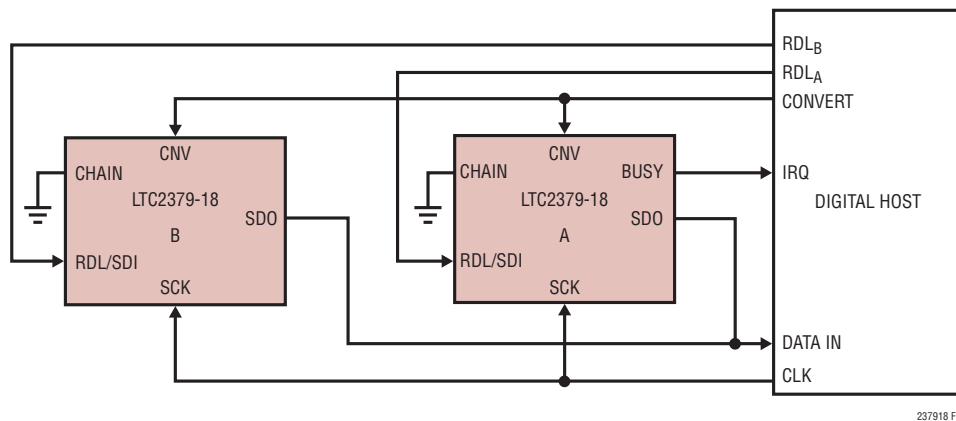 RDLB
RDLA
CONVERT
CNV
CHAIN
LTC2379-18
SDO
B
RDL/SDI
SCK
CNV
CHAIN
BUSY
LTC2379-18
SDO
A
RDL/SDI
SCK
IRQ
DIGITAL HOST
DATA IN
CLK
237918 F